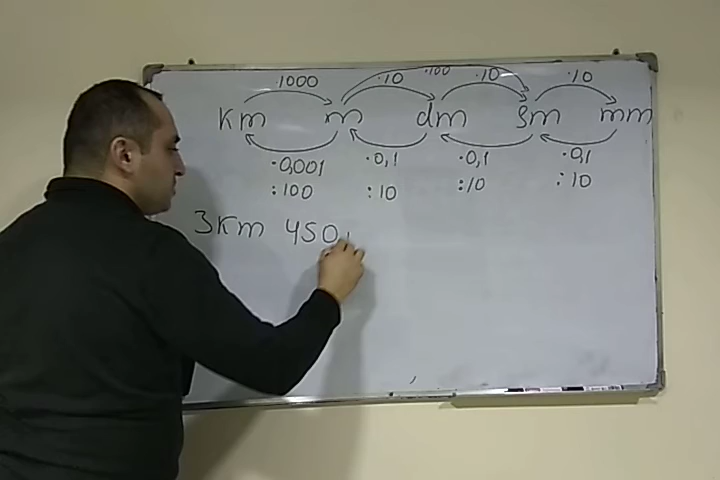 ·1000 ·10 ·100 ·10 ·10
km m dm sm mm
·0,001 ·0,1 ·0,1 ·0,1
:100 :10 :10 :10
3km 450